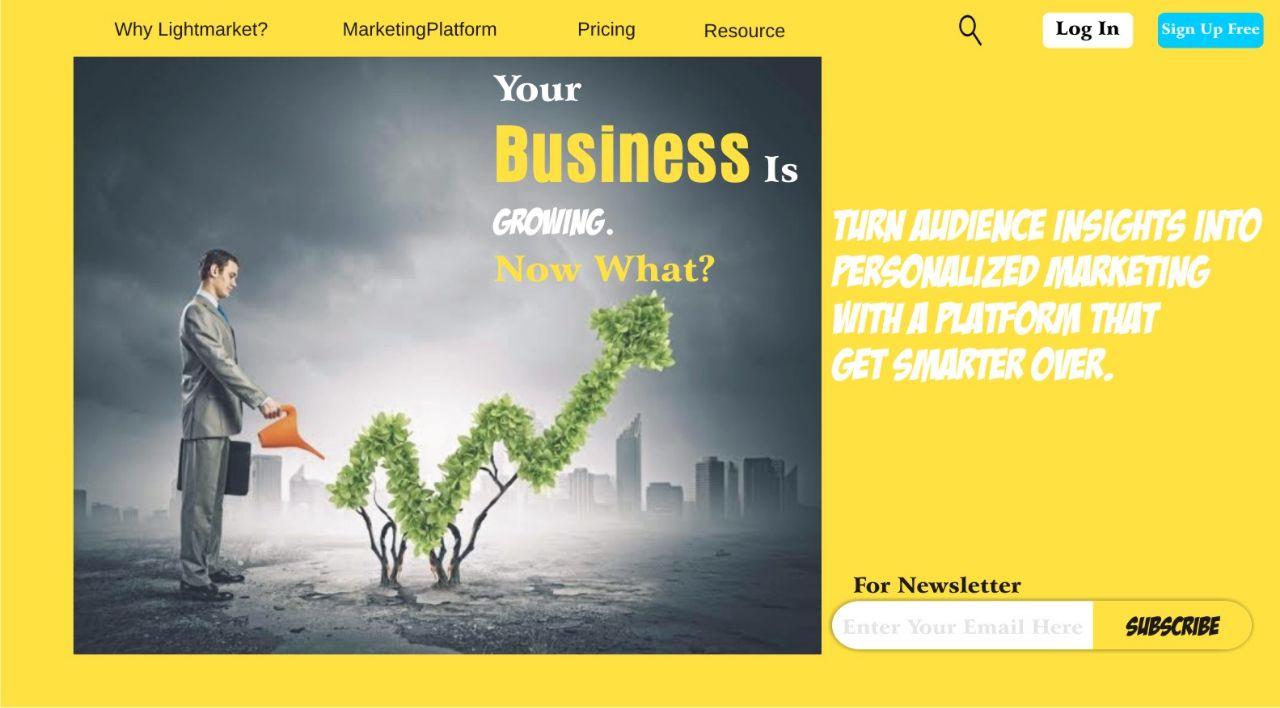 Why Lightmarket? MarketingPlatform Pricing Resource Log In Sign Up Free
Your
Business Is
GROWING.
Now What?
TURN AUDIENCE INSIGHTS INTO
PERSONALIZED MARKETING
WITH A PLATFORM THAT
GET SMARTER OVER.
For Newsletter
Enter Your Email Here SUBSCRIBE